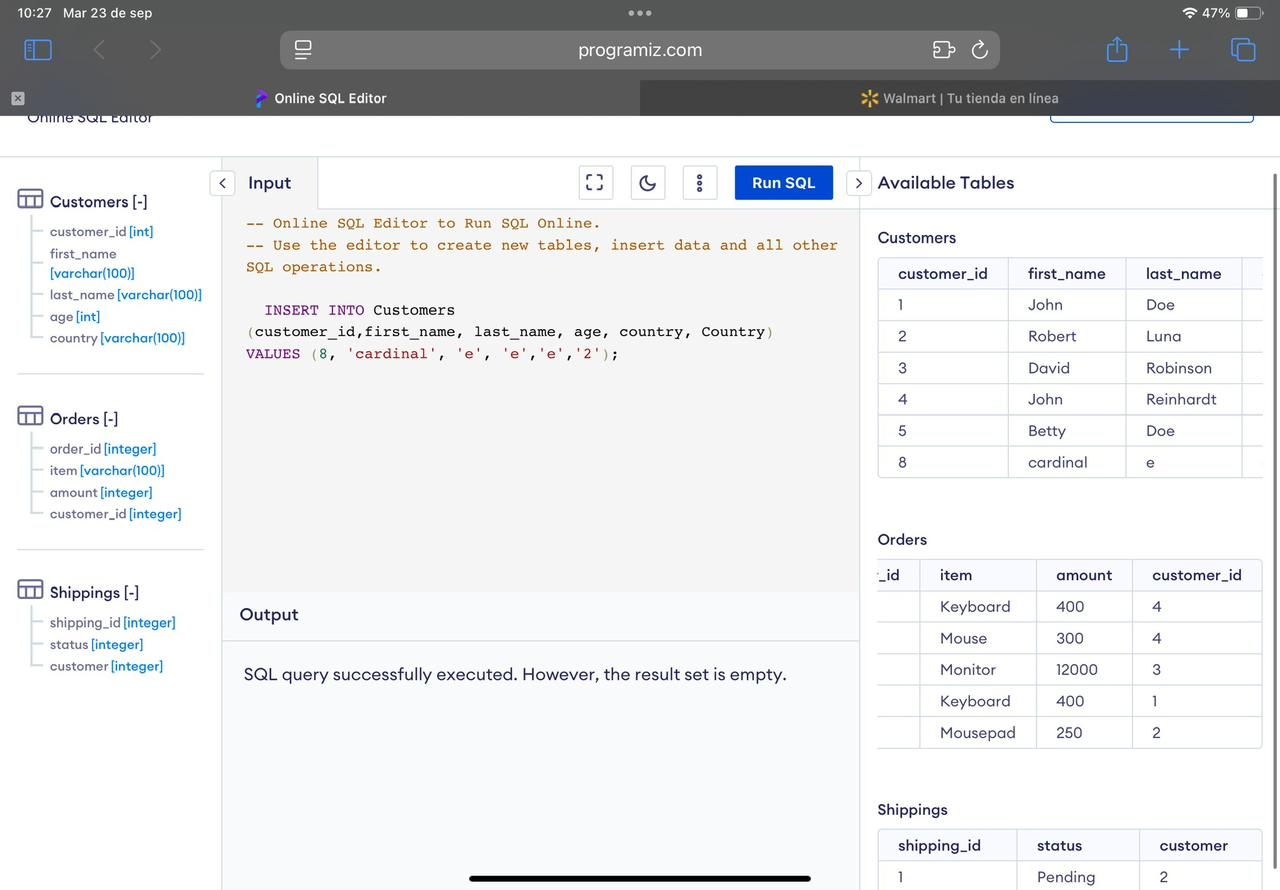 10:27 Mar 23 de sep
47%
programiz.com
Online SQL Editor
Walmart | Tu tienda en línea
Online SQL Editor
Customers [-]
customer_id [int]
first_name
[varchar(100)]
last_name [varchar(100)]
age [int]
country [varchar(100)]
Orders [-]
order_id [integer]
item [varchar(100)]
amount [integer]
customer_id [integer]
Shippings [-]
shipping_id [integer]
status [integer]
customer [integer]
Input
Run SQL
-- Online SQL Editor to Run SQL Online.
-- Use the editor to create new tables, insert data and all other
SQL operations.
INSERT INTO Customers
(customer_id,first_name, last_name, age, country, Country)
VALUES (8, 'cardinal', 'e', 'e','e','2');
Output
SQL query successfully executed. However, the result set is empty.
Available Tables
Customers
customer_id first_name last_name
1 John Doe
2 Robert Luna
3 David Robinson
4 John Reinhardt
5 Betty Doe
8 cardinal e
Orders
_id item amount customer_id
Keyboard 400 4
Mouse 300 4
Monitor 12000 3
Keyboard 400 1
Mousepad 250 2
Shippings
shipping_id status customer
1 Pending 2